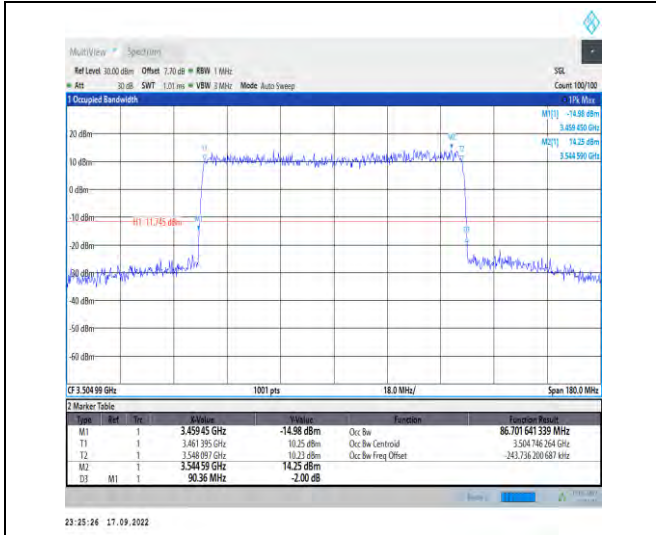 MultiView Spectrum
Ref Level 30.00 dBm Offset 7.70 dB RBW 1 MHz SGL
Att 30 dB SWT 1.01 ms VBW 3 MHz Mode Auto Sweep Count 100/100
1 Occupied Bandwidth 1Pk Max
M1[1] -14.98 dBm
3.459 450 GHz
M2[1] 14.25 dBm
3.544 590 GHz
20 dBm
M2
T1 T2
10 dBm
0 dBm
-10 dBm
M1
H1 -11.745 dBm
D3
-20 dBm
-30 dBm
-40 dBm
-50 dBm
-60 dBm
CF 3.504 99 GHz 1001 pts 18.0 MHz/ Span 180.0 MHz
2 Marker Table
Type Ref Trc X-Value Y-Value Function Function Result
M1 1 3.459 45 GHz -14.98 dBm Occ Bw 86.701 641 339 MHz
T1 1 3.461 395 GHz 10.25 dBm Occ Bw Centroid 3.504 746 264 GHz
T2 1 3.548 097 GHz 10.23 dBm Occ Bw Freq Offset -243.736 200 687 kHz
M2 1 3.544 59 GHz 14.25 dBm
D3 M1 1 90.36 MHz -2.00 dB
23:25:26 17.09.2022